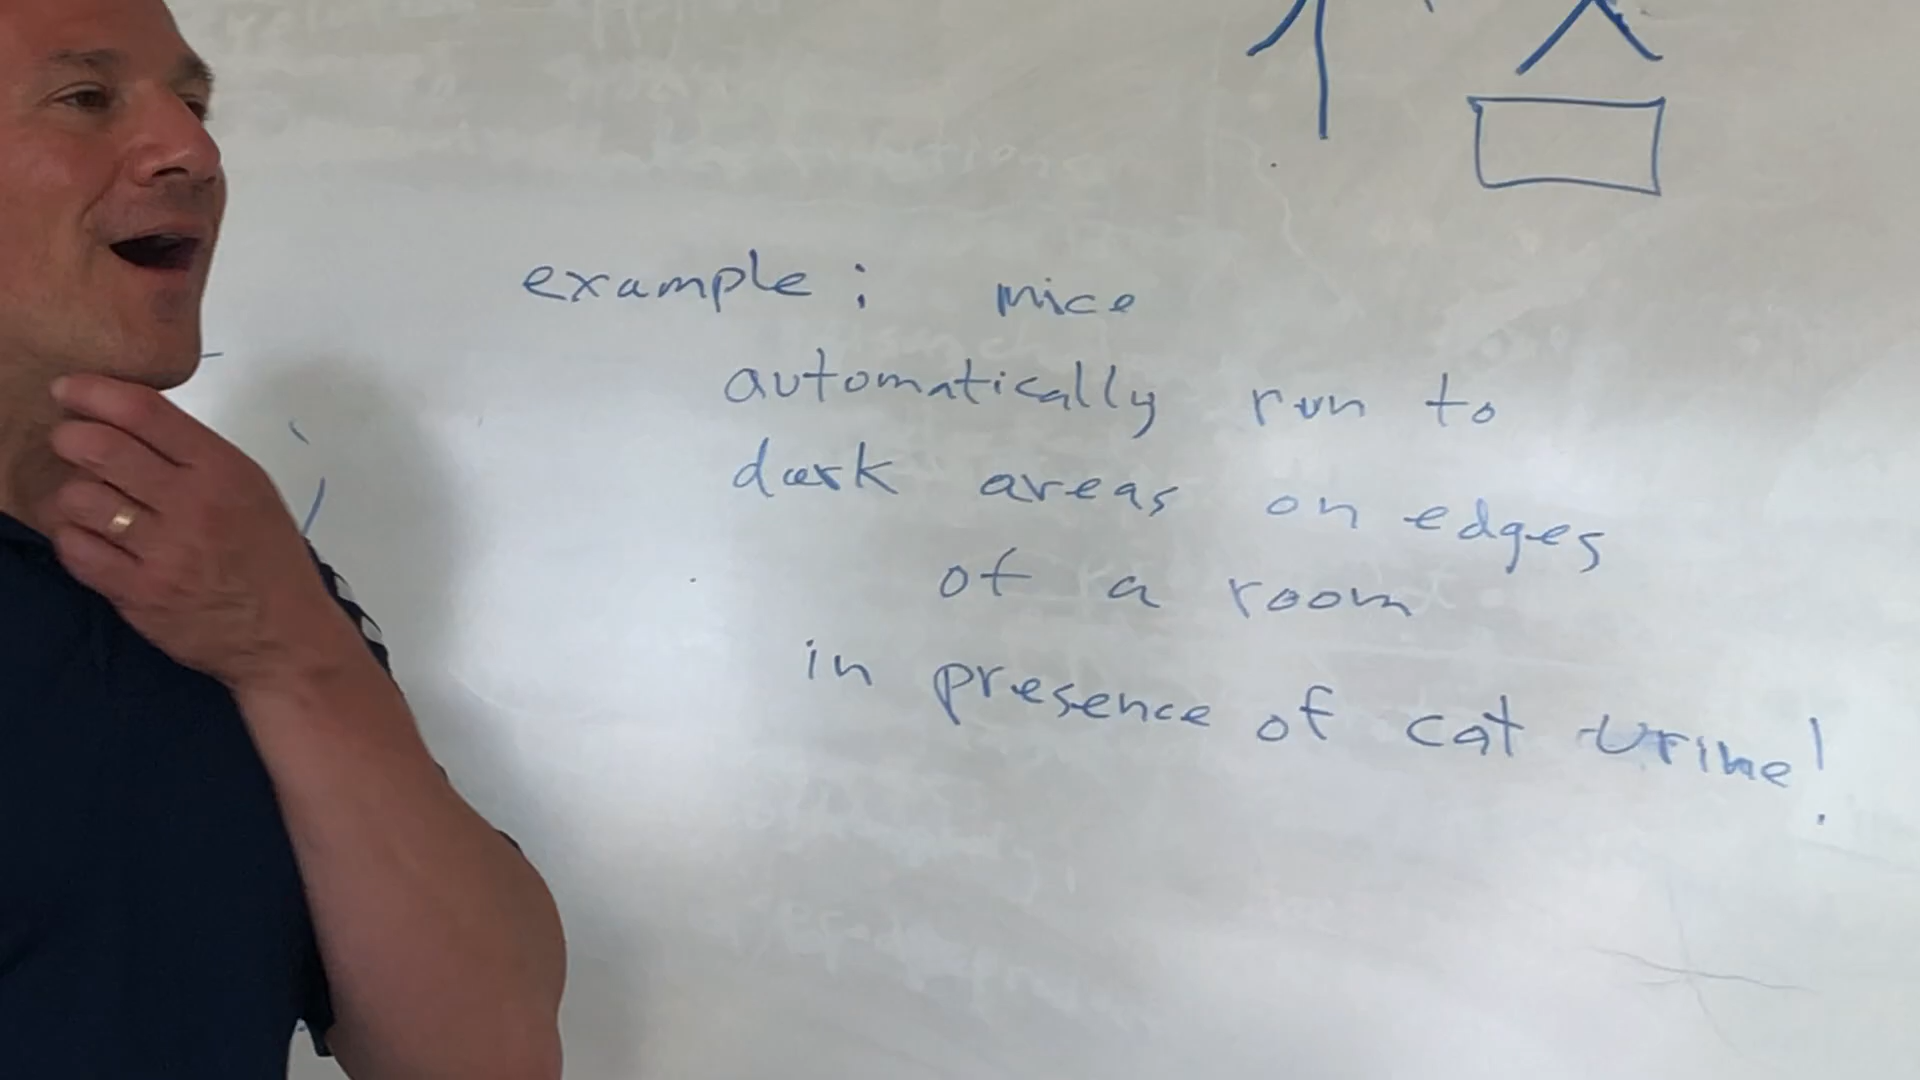 example: mice
automatically run to
dark areas on edges
of a room
in presence of cat urine!